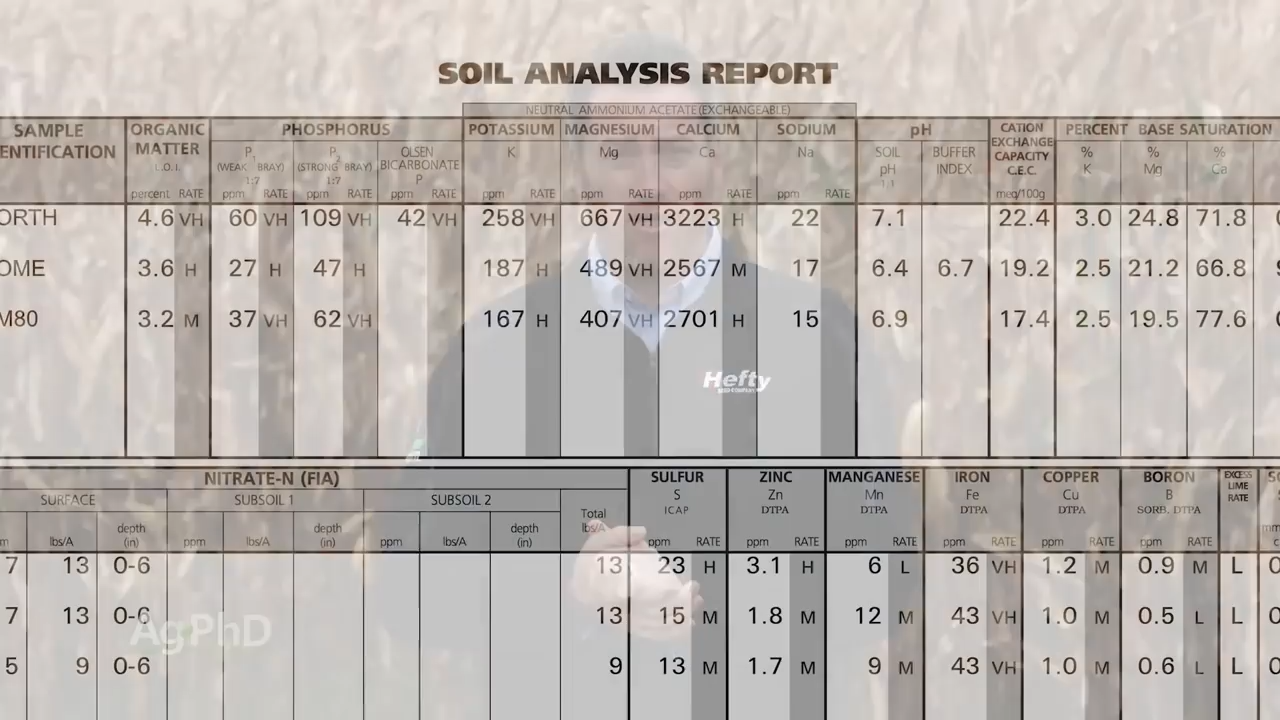 SOIL ANALYSIS REPORT
NEUTRAL AMMONIUM ACETATE (EXCHANGEABLE)
SAMPLE ORGANIC PHOSPHORUS POTASSIUM MAGNESIUM CALCIUM SODIUM pH CATION PERCENT BASE SATURATION
ENTIFICATION MATTER EXCHANGE
P1 P2 OLSEN K Mg Ca Na SOIL BUFFER CAPACITY % % %
L.O.I. (WEAK BRAY) (STRONG BRAY) BICARBONATE pH INDEX C.E.C. K Mg Ca
1:7 1:7 P 1:1
percent RATE ppm RATE ppm RATE ppm RATE ppm RATE ppm RATE ppm RATE ppm RATE meq/100g
ORTH 4.6 VH 60 VH 109 VH 42 VH 258 VH 667 VH 3223 H 22 7.1 22.4 3.0 24.8 71.8
OME 3.6 H 27 H 47 H 187 H 489 VH 2567 M 17 6.4 6.7 19.2 2.5 21.2 66.8
M80 3.2 M 37 VH 62 VH 167 H 407 VH 2701 H 15 6.9 17.4 2.5 19.5 77.6
Hefty
SEED COMPANY
NITRATE-N (FIA) SULFUR ZINC MANGANESE IRON COPPER BORON EXCESS
SURFACE SUBSOIL 1 SUBSOIL 2 S Zn Mn Fe Cu B LIME
Total ICAP DTPA DTPA DTPA DTPA SORB. DTPA RATE
depth depth depth lbs/A
m lbs/A (in) ppm lbs/A (in) ppm lbs/A (in) ppm RATE ppm RATE ppm RATE ppm RATE ppm RATE ppm RATE
7 13 0-6 13 23 H 3.1 H 6 L 36 VH 1.2 M 0.9 M L
7 13 0-6 13 15 M 1.8 M 12 M 43 VH 1.0 M 0.5 L L
5 9 0-6 9 13 M 1.7 M 9 M 43 VH 1.0 M 0.6 L L
AgPhD